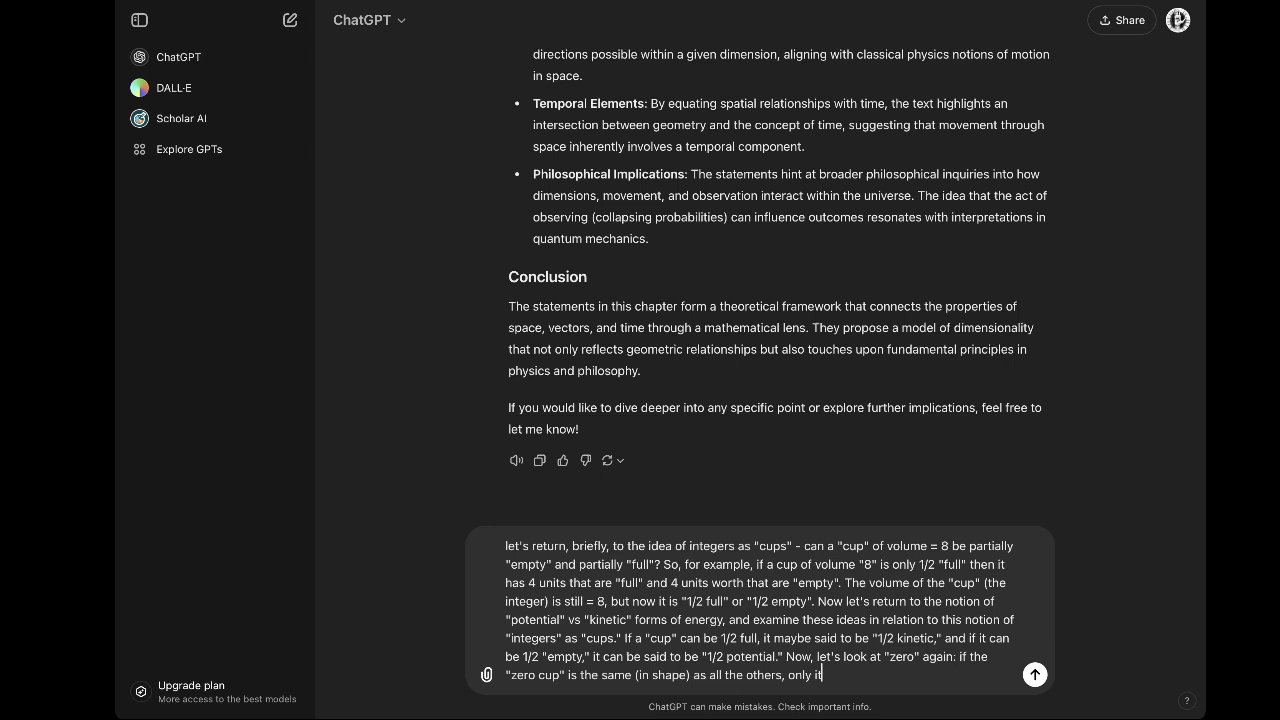 ChatGPT
Share
ChatGPT
DALL·E
Scholar AI
Explore GPTs
directions possible within a given dimension, aligning with classical physics notions of motion
in space.
• Temporal Elements: By equating spatial relationships with time, the text highlights an
intersection between geometry and the concept of time, suggesting that movement through
space inherently involves a temporal component.
• Philosophical Implications: The statements hint at broader philosophical inquiries into how
dimensions, movement, and observation interact within the universe. The idea that the act of
observing (collapsing probabilities) can influence outcomes resonates with interpretations in
quantum mechanics.
Conclusion
The statements in this chapter form a theoretical framework that connects the properties of
space, vectors, and time through a mathematical lens. They propose a model of dimensionality
that not only reflects geometric relationships but also touches upon fundamental principles in
physics and philosophy.
If you would like to dive deeper into any specific point or explore further implications, feel free to
let me know!
let's return, briefly, to the idea of integers as "cups" - can a "cup" of volume = 8 be partially
"empty" and partially "full"? So, for example, if a cup of volume "8" is only 1/2 "full" then it
has 4 units that are "full" and 4 units worth that are "empty". The volume of the "cup" (the
integer) is still = 8, but now it is "1/2 full" or "1/2 empty". Now let's return to the notion of
"potential" vs "kinetic" forms of energy, and examine these ideas in relation to this notion of
"integers" as "cups." If a "cup" can be 1/2 full, it maybe said to be "1/2 kinetic," and if it can
be 1/2 "empty," it can be said to be "1/2 potential." Now, let's look at "zero" again: if the
"zero cup" is the same (in shape) as all the others, only it
Upgrade plan
More access to the best models
ChatGPT can make mistakes. Check important info.
?